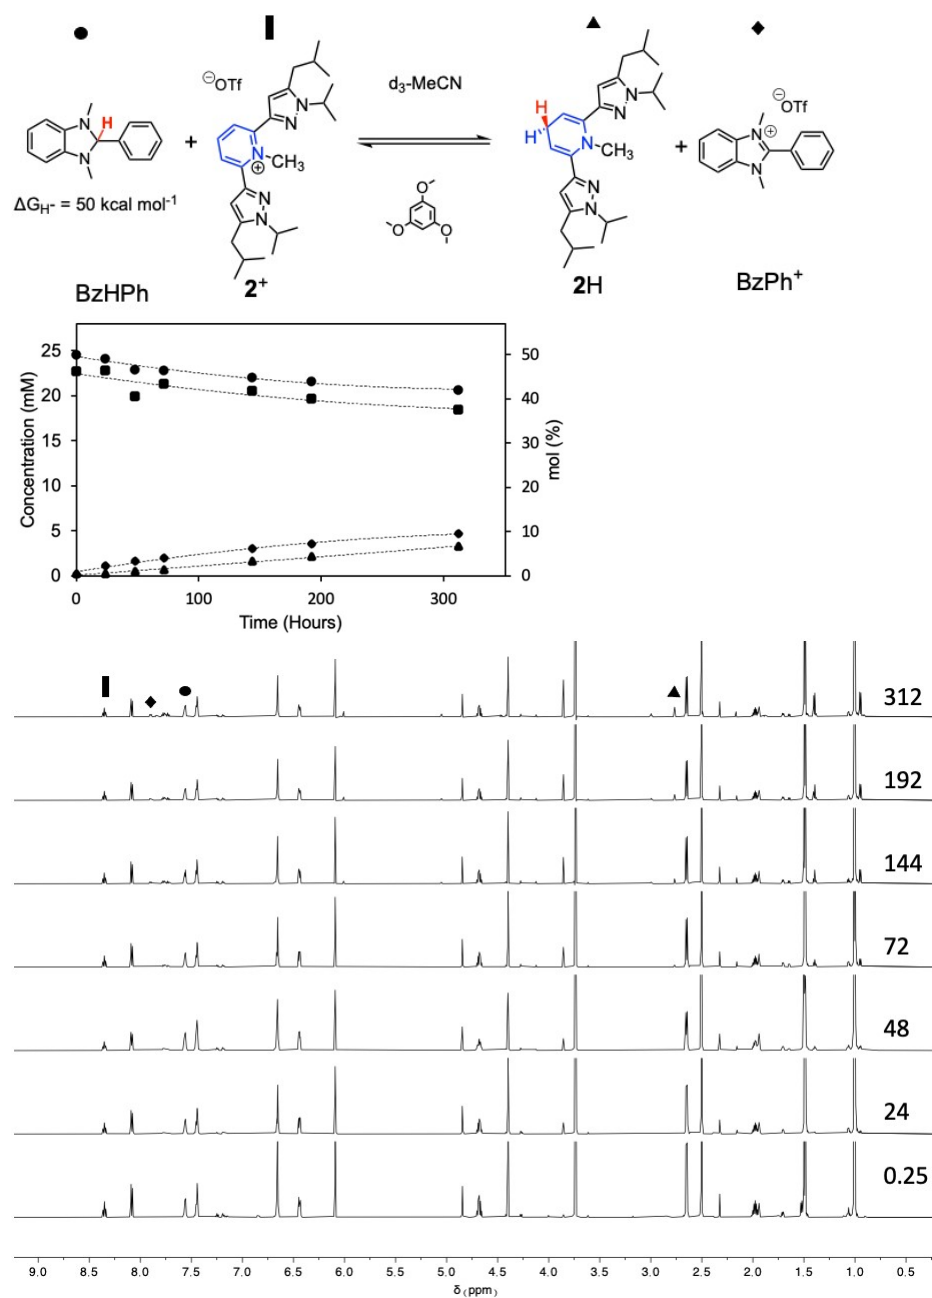 ⊖OTf
d₃-MeCN
⊖OTf
H
N
N
+
N
N
N
⊕
CH₃
N
N
H
H
N
N
N
CH₃
N
N
+
N
⊕
N
O
O
O
ΔG_H⁻ = 50 kcal mol⁻¹
BzHPh
2⁺
2H
BzPh⁺
Concentration (mM)
25
20
15
10
5
0
50
40
30
20
10
0
mol (%)
0 100 200 300
Time (Hours)
312
192
144
72
48
24
0.25
9.0 8.5 8.0 7.5 7.0 6.5 6.0 5.5 5.0 4.5 4.0 3.5 3.0 2.5 2.0 1.5 1.0 0.5
δ (ppm)